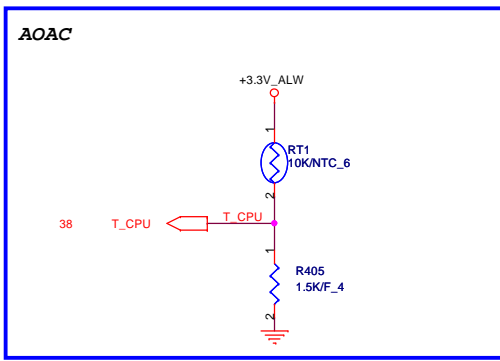 AOAC
+3.3V_ALW
1
RT1
10K/NTC_6
2
38 T_CPU T_CPU
1
R405
1.5K/F_4
2